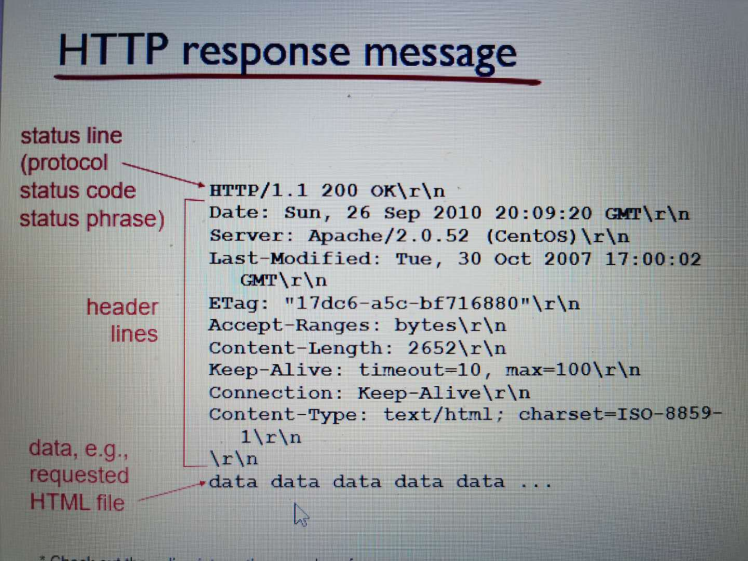 HTTP response message
status line
(protocol
status code
status phrase)
HTTP/1.1 200 OK\r\n
Date: Sun, 26 Sep 2010 20:09:20 GMT\r\n
Server: Apache/2.0.52 (CentOS)\r\n
Last-Modified: Tue, 30 Oct 2007 17:00:02
GMT\r\n
ETag: "17dc6-a5c-bf716880"\r\n
Accept-Ranges: bytes\r\n
Content-Length: 2652\r\n
Keep-Alive: timeout=10, max=100\r\n
Connection: Keep-Alive\r\n
Content-Type: text/html; charset=ISO-8859-
1\r\n
\r\n
data data data data data ...
header
lines
data, e.g.,
requested
HTML file